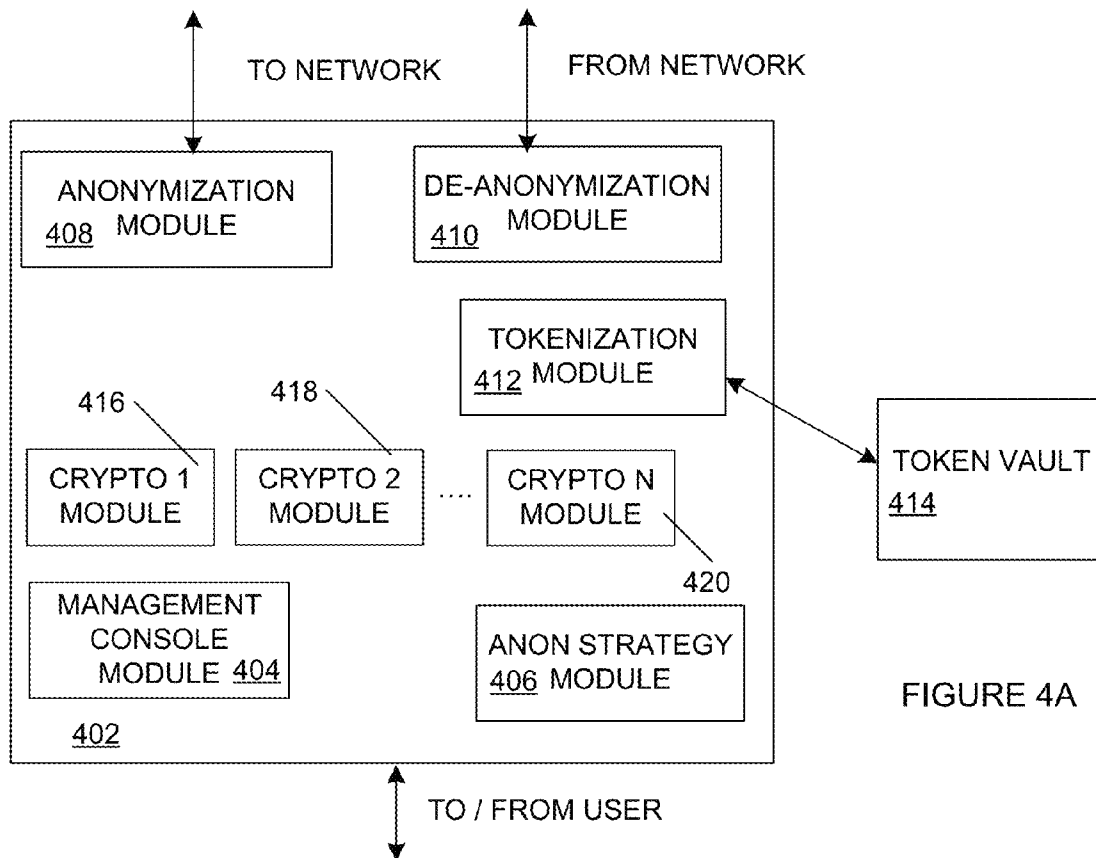 TO NETWORK
FROM NETWORK
ANONYMIZATION
408 MODULE
DE-ANONYMIZATION
MODULE
410
TOKENIZATION
412 MODULE
416
418
CRYPTO 1
MODULE
CRYPTO 2
MODULE
....
CRYPTO N
MODULE
420
TOKEN VAULT
414
MANAGEMENT
CONSOLE
MODULE 404
ANON STRATEGY
406 MODULE
402
FIGURE 4A
TO / FROM USER